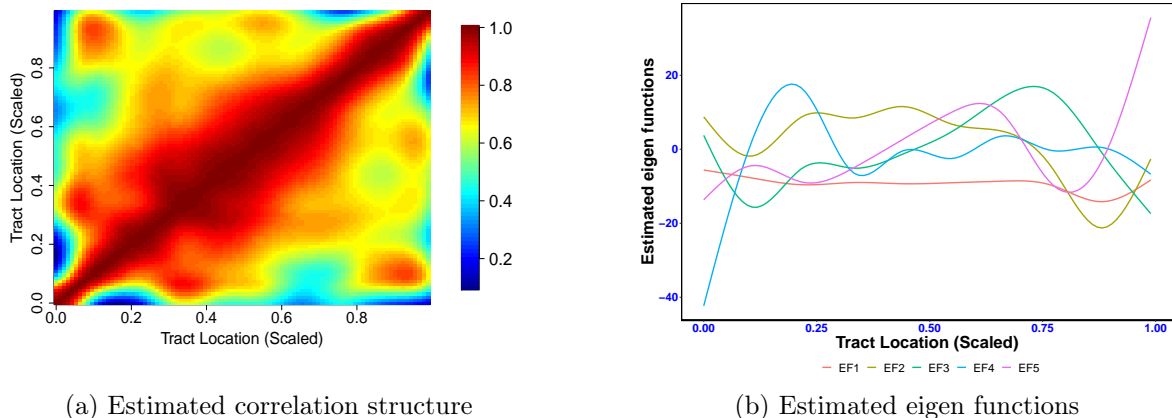 1.0
0.8
0.6
0.4
0.2
0.0
0.2
0.4
0.6
0.8
Tract Location (Scaled)
0.0 0.2 0.4 0.6 0.8
Tract Location (Scaled)
(a) Estimated correlation structure
20
0
−20
−40
Estimated eigen functions
0.00 0.25 0.50 0.75 1.00
Tract Location (Scaled)
EF1 EF2 EF3 EF4 EF5
(b) Estimated eigen functions